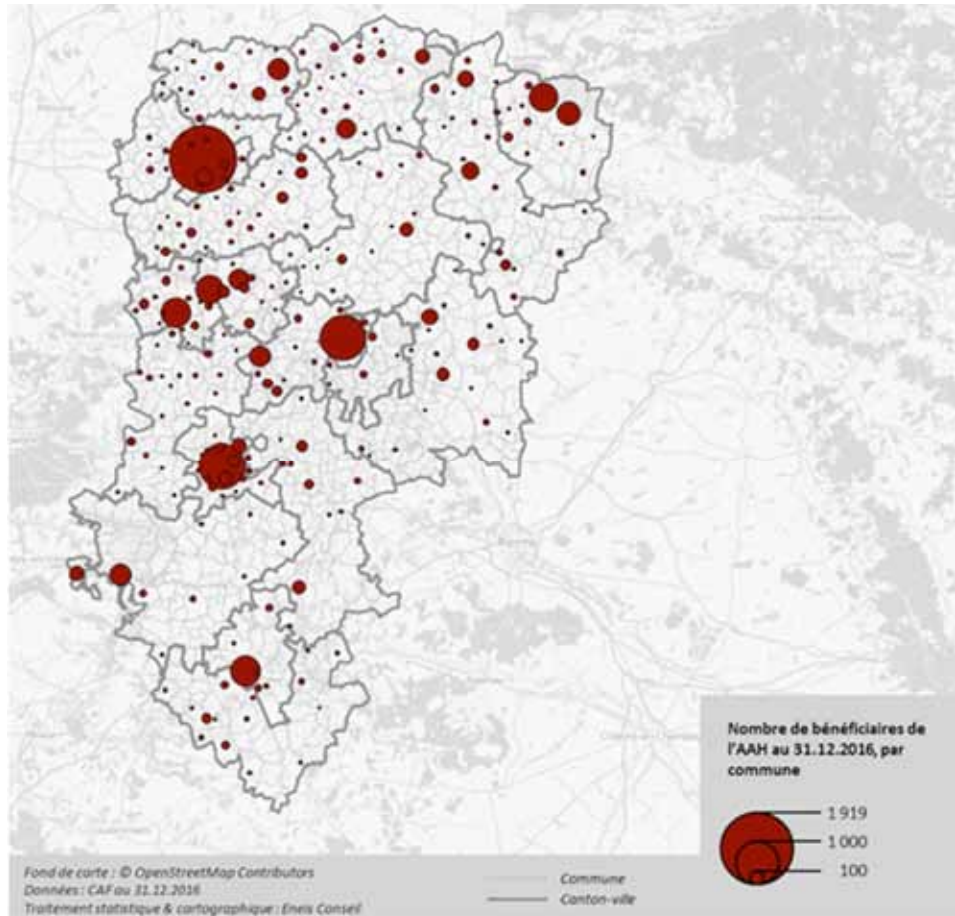 Nombre de bénéficiaires de
l'AAH au 31.12.2016, par
commune
1 919
1 000
100
Fond de carte : © OpenStreetMap Contributors
Données : CAF au 31.12.2016
Traitement statistique & cartographique : Eneis Conseil
Commune
Canton-ville